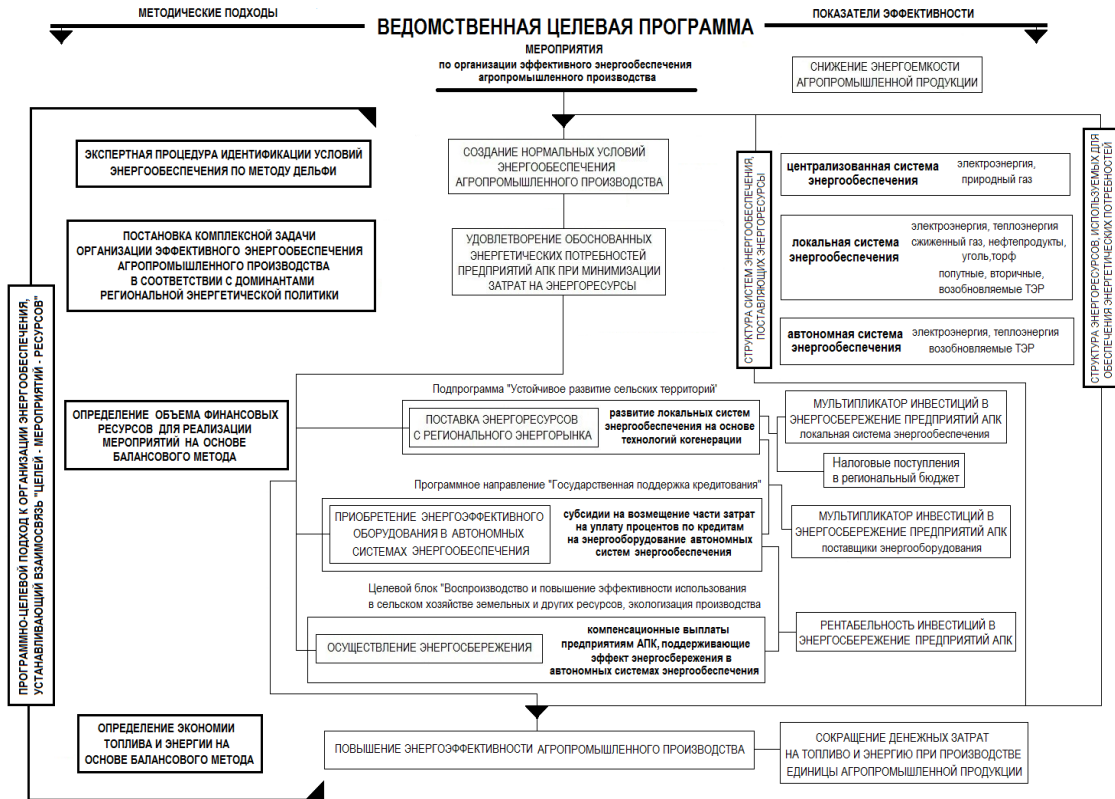 МЕТОДИЧЕСКИЕ ПОДХОДЫ
ПОКАЗАТЕЛИ ЭФФЕКТИВНОСТИ
ВЕДОМСТВЕННАЯ ЦЕЛЕВАЯ ПРОГРАММА
МЕРОПРИЯТИЯ
по организации эффективного энергообеспечения
агропромышленного производства
СНИЖЕНИЕ ЭНЕРГОЕМКОСТИ
АГРОПРОМЫШЛЕННОЙ ПРОДУКЦИИ
ПРОГРАММНО-ЦЕЛЕВОЙ ПОДХОД К ОРГАНИЗАЦИИ ЭНЕРГООБЕСПЕЧЕНИЯ,
УСТАНАВЛИВАЮЩИЙ ВЗАИМОСВЯЗЬ "ЦЕЛЕЙ - МЕРОПРИЯТИЙ - РЕСУРСОВ"
ЭКСПЕРТНАЯ ПРОЦЕДУРА ИДЕНТИФИКАЦИИ УСЛОВИЙ
ЭНЕРГООБЕСПЕЧЕНИЯ ПО МЕТОДУ ДЕЛЬФИ
ПОСТАНОВКА КОМПЛЕКСНОЙ ЗАДАЧИ
ОРГАНИЗАЦИИ ЭФФЕКТИВНОГО ЭНЕРГООБЕСПЕЧЕНИЯ
АГРОПРОМЫШЛЕННОГО ПРОИЗВОДСТВА
В СООТВЕТСТВИИ С ДОМИНАНТАМИ
РЕГИОНАЛЬНОЙ ЭНЕРГЕТИЧЕСКОЙ ПОЛИТИКИ
ОПРЕДЕЛЕНИЕ ОБЪЕМА ФИНАНСОВЫХ
РЕСУРСОВ ДЛЯ РЕАЛИЗАЦИИ
МЕРОПРИЯТИЙ НА ОСНОВЕ
БАЛАНСОВОГО МЕТОДА
ОПРЕДЕЛЕНИЕ ЭКОНОМИИ
ТОПЛИВА И ЭНЕРГИИ НА
ОСНОВЕ БАЛАНСОВОГО МЕТОДА
СОЗДАНИЕ НОРМАЛЬНЫХ УСЛОВИЙ
ЭНЕРГООБЕСПЕЧЕНИЯ
АГРОПРОМЫШЛЕННОГО ПРОИЗВОДСТВА
УДОВЛЕТВОРЕНИЕ ОБОСНОВАННЫХ
ЭНЕРГЕТИЧЕСКИХ ПОТРЕБНОСТЕЙ
ПРЕДПРИЯТИЙ АПК ПРИ МИНИМИЗАЦИИ
ЗАТРАТ НА ЭНЕРГОРЕСУРСЫ
СТРУКТУРА СИСТЕМ ЭНЕРГООБЕСПЕЧЕНИЯ,
ПОСТАВЛЯЮЩИХ ЭНЕРГОРЕСУРСЫ
централизованная система
энергообеспечения
электроэнергия,
природный газ
локальная система
энергообеспечения
электроэнергия, теплоэнергия
сжиженный газ, нефтепродукты,
уголь,торф
попутные, вторичные,
возобновляемые ТЭР
автономная система
энергообеспечения
электроэнергия, теплоэнергия
возобновляемые ТЭР
СТРУКТУРА ЭНЕРГОРЕСУРСОВ, ИСПОЛЬЗУЕМЫХ ДЛЯ
ОБЕСПЕЧЕНИЯ ЭНЕРГЕТИЧЕСКИХ ПОТРЕБНОСТЕЙ
Подпрограмма "Устойчивое развитие сельских территорий"
ПОСТАВКА ЭНЕРГОРЕСУРСОВ
С РЕГИОНАЛЬНОГО ЭНЕРГОРЫНКА
развитие локальных систем
энергообеспечения на основе
технологий когенерации
МУЛЬТИПЛИКАТОР ИНВЕСТИЦИЙ В
ЭНЕРГОСБЕРЕЖЕНИЕ ПРЕДПРИЯТИЙ АПК
локальная система энергообеспечения
Налоговые поступления
в региональный бюджет
Программное направление "Государственная поддержка кредитования"
ПРИОБРЕТЕНИЕ ЭНЕРГОЭФФЕКТИВНОГО
ОБОРУДОВАНИЯ В АВТОНОМНЫХ
СИСТЕМАХ ЭНЕРГООБЕСПЕЧЕНИЯ
субсидии на возмещение части затрат
на уплату процентов по кредитам
на энергооборудование автономных
систем энергообеспечения
МУЛЬТИПЛИКАТОР ИНВЕСТИЦИЙ В
ЭНЕРГОСБЕРЕЖЕНИЕ ПРЕДПРИЯТИЙ АПК
поставщики энергооборудования
Целевой блок "Воспроизводство и повышение эффективности использования
в сельском хозяйстве земельных и других ресурсов, экологизация производства
ОСУЩЕСТВЛЕНИЕ ЭНЕРГОСБЕРЕЖЕНИЯ
компенсационные выплаты
предприятиям АПК, поддерживающие
эффект энергосбережения в
автономных системах энергообеспечения
РЕНТАБЕЛЬНОСТЬ ИНВЕСТИЦИЙ В
ЭНЕРГОСБЕРЕЖЕНИЕ ПРЕДПРИЯТИЙ АПК
ПОВЫШЕНИЕ ЭНЕРГОЭФФЕКТИВНОСТИ АГРОПРОМЫШЛЕННОГО ПРОИЗВОДСТВА
СОКРАЩЕНИЕ ДЕНЕЖНЫХ ЗАТРАТ
НА ТОПЛИВО И ЭНЕРГИЮ ПРИ ПРОИЗВОДСТВЕ
ЕДИНИЦЫ АГРОПРОМЫШЛЕННОЙ ПРОДУКЦИИ